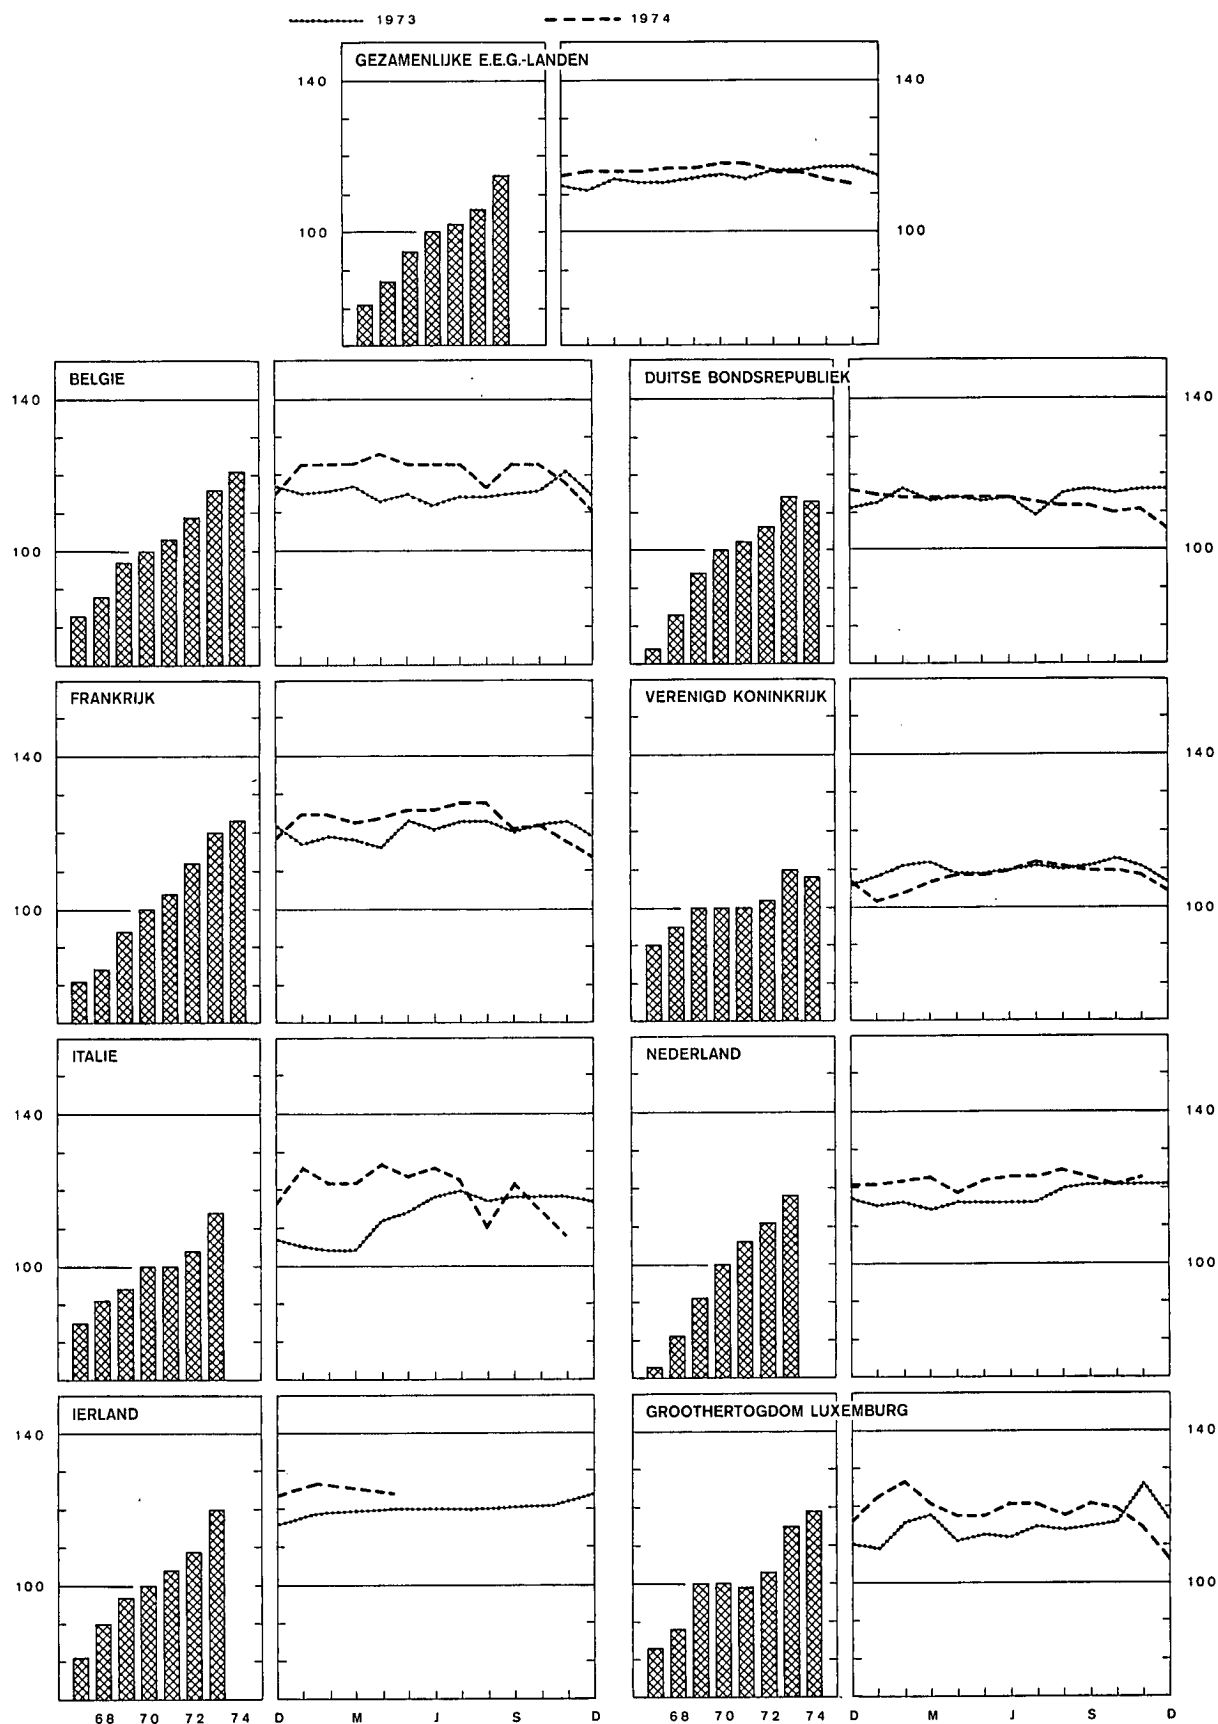 1973 1974
GEZAMENLIJKE E.E.G.-LANDEN
140 140
100 100
BELGIE DUITSE BONDSREPUBLIEK
140 140
100 100
FRANKRIJK VERENIGD KONINKRIJK
140 140
100 100
ITALIE NEDERLAND
140 140
100 100
IERLAND GROOTHERTOGDOM LUXEMBURG
140 140
100 100
68 70 72 74 D M J S D 68 70 72 74 D M J S D